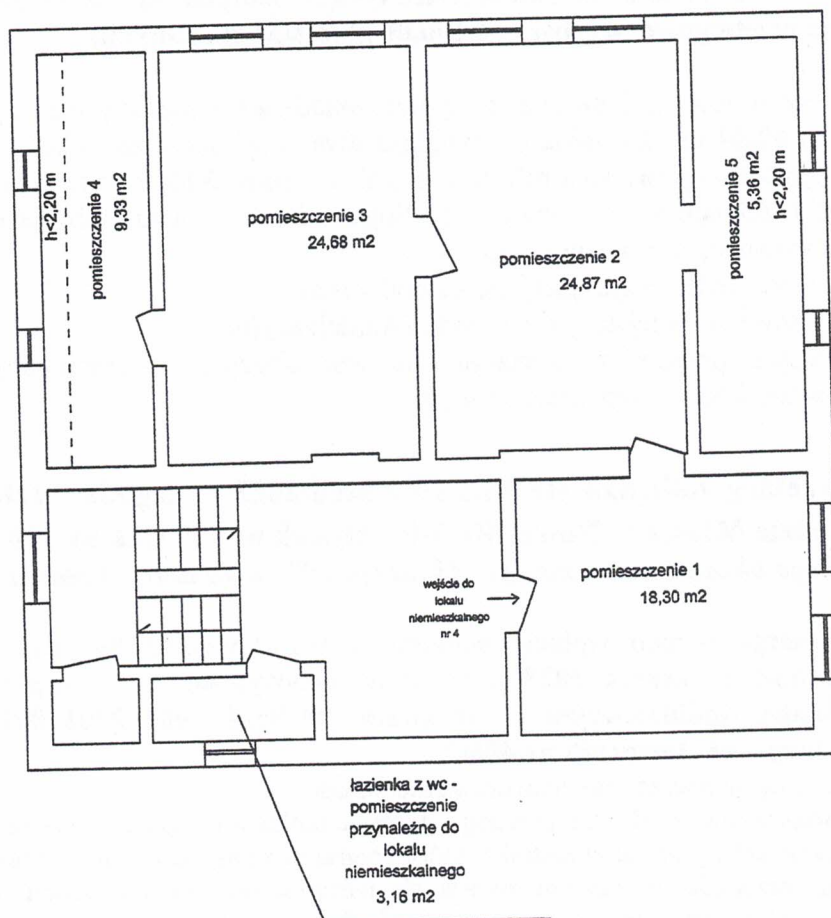 h<2,20 m
pomieszczenie 4
9,33 m2
pomieszczenie 3
24,68 m2
pomieszczenie 2
24,87 m2
pomieszczenie 5
5,36 m2
h<2,20 m
wejście do
lokalu
niemieszkalnego
nr 4
pomieszczenie 1
18,30 m2
łazienka z wc -
pomieszczenie
przynależne do
lokalu
niemieszkalnego
3,16 m2